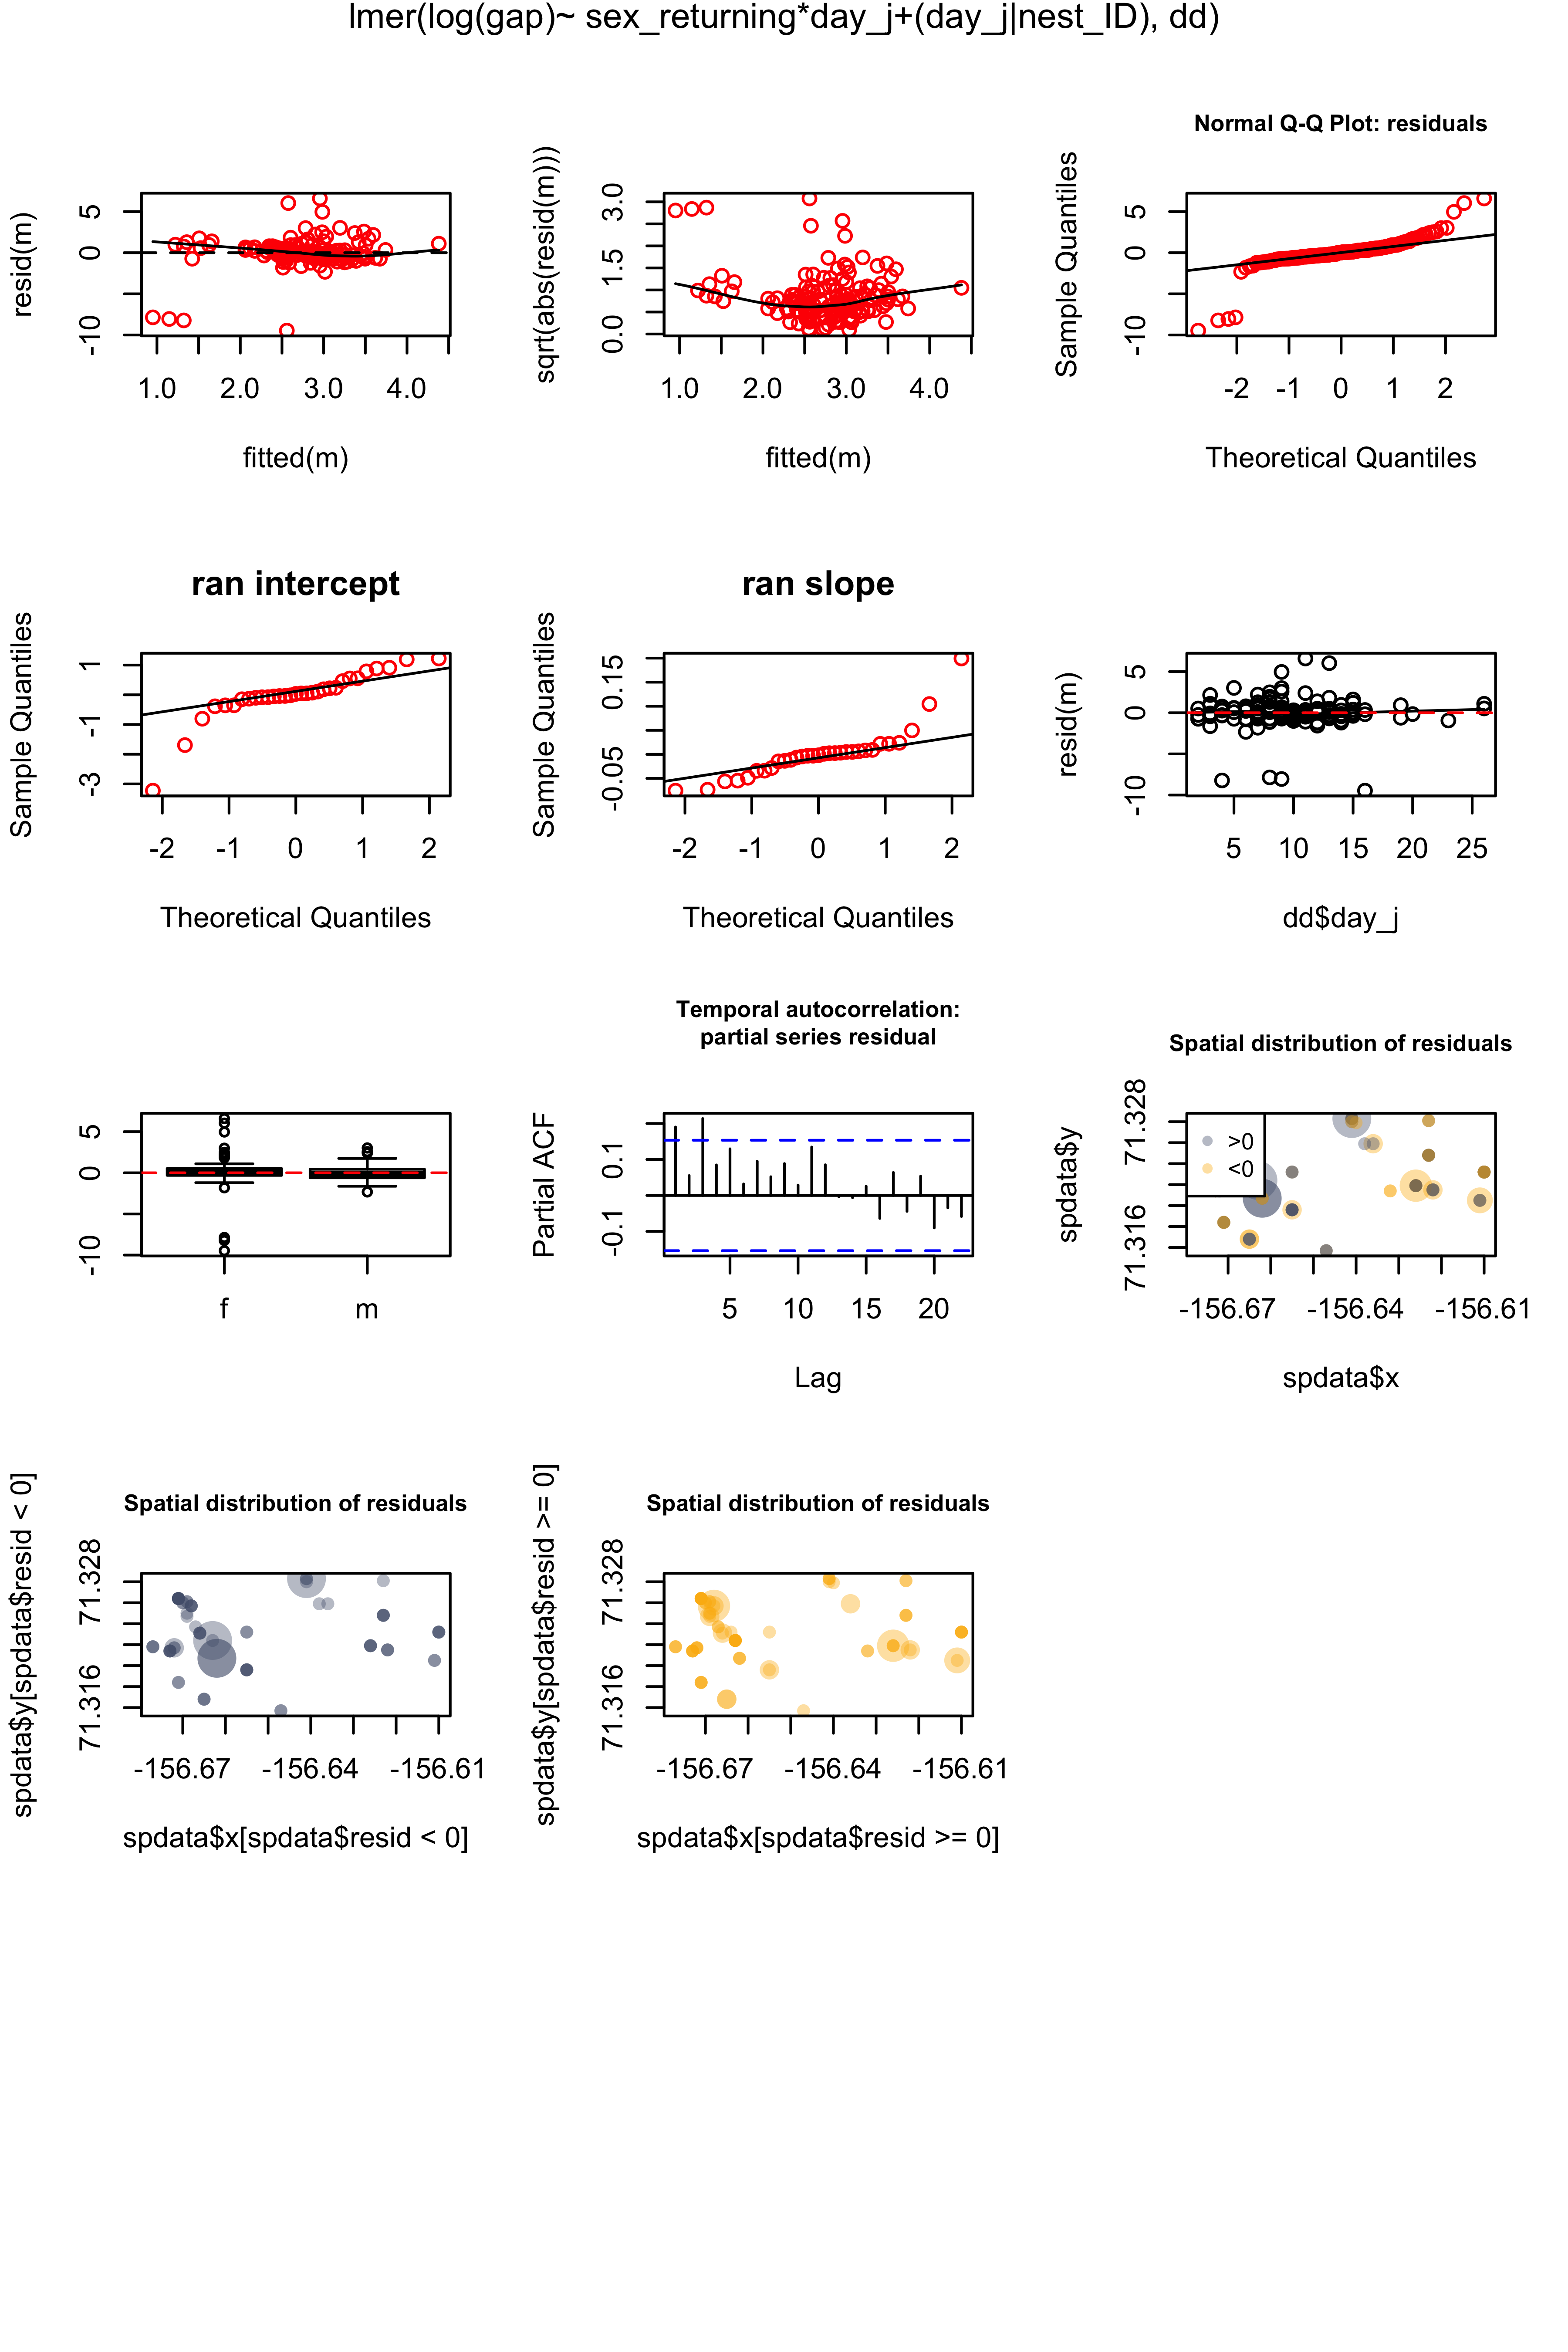 lmer(log(gap)~ sex_returning*day_j+(day_j|nest_ID), dd)
resid(m)
5
0
-10
1.0 2.0 3.0 4.0
fitted(m)
sqrt(abs(resid(m)))
3.0
1.5
0.0
1.0 2.0 3.0 4.0
fitted(m)
Normal Q-Q Plot: residuals
Sample Quantiles
5
0
-10
-2 -1 0 1 2
Theoretical Quantiles
ran intercept
Sample Quantiles
1
-1
-3
-2 -1 0 1 2
Theoretical Quantiles
ran slope
Sample Quantiles
0.15
-0.05
-2 -1 0 1 2
Theoretical Quantiles
resid(m)
5
0
-10
5 10 15 20 25
dd$day_j
5
0
-10
f m
Temporal autocorrelation:
partial series residual
Partial ACF
0.1
-0.1
5 10 15 20
Lag
Spatial distribution of residuals
spdata$y
71.328
71.316
>0
<0
-156.67 -156.64 -156.61
spdata$x
Spatial distribution of residuals
spdata$y[spdata$resid < 0]
71.328
71.316
-156.67 -156.64 -156.61
spdata$x[spdata$resid < 0]
Spatial distribution of residuals
spdata$y[spdata$resid >= 0]
71.328
71.316
-156.67 -156.64 -156.61
spdata$x[spdata$resid >= 0]